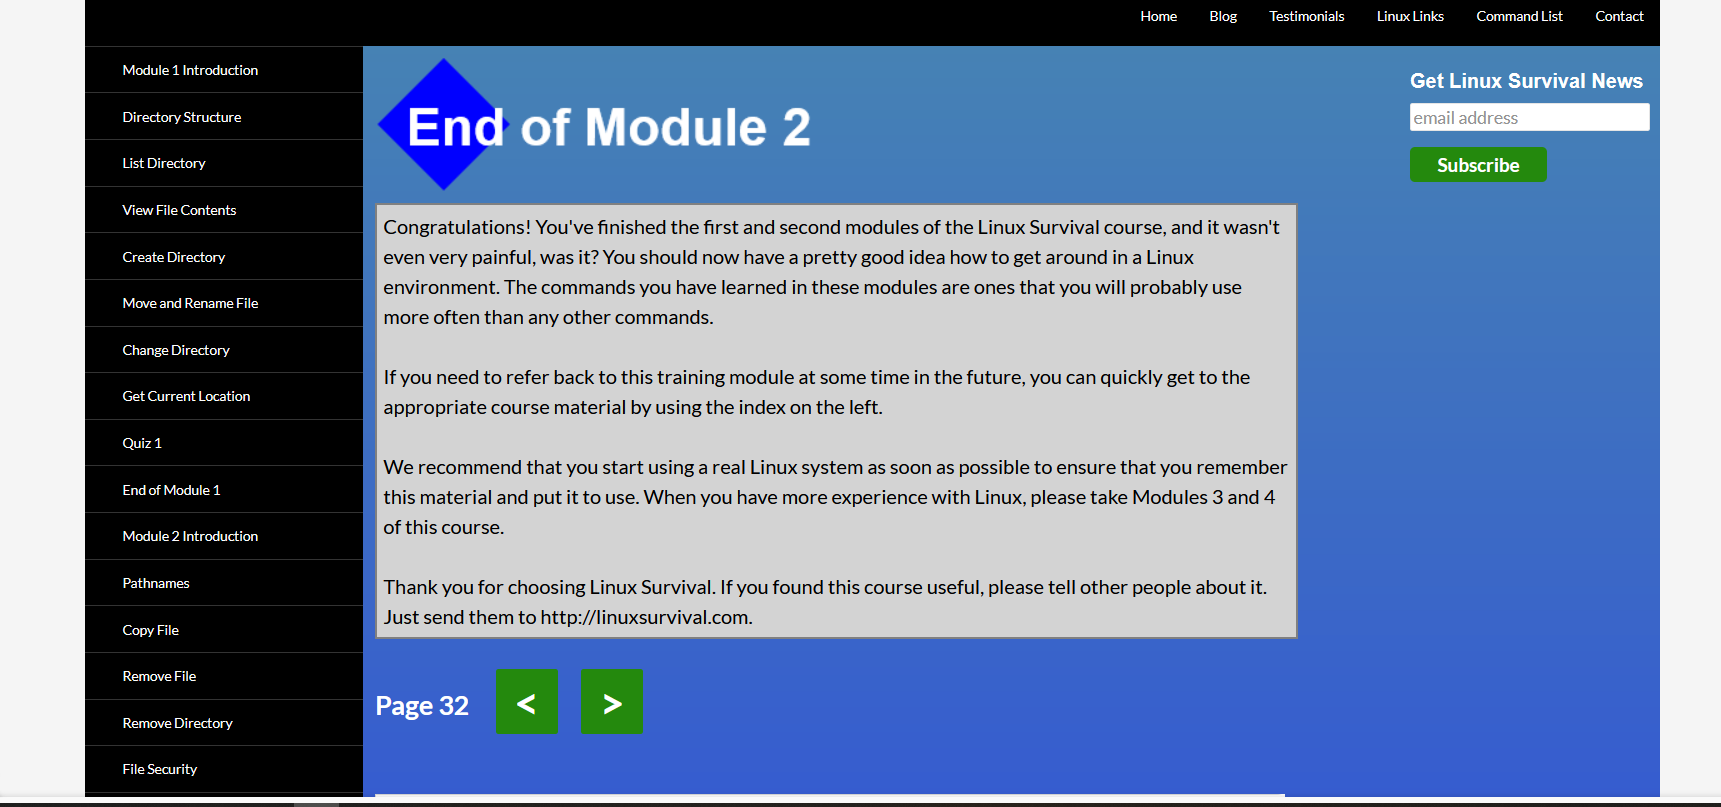 Home Blog Testimonials Linux Links Command List Contact
Module 1 Introduction
Directory Structure
List Directory
View File Contents
Create Directory
Move and Rename File
Change Directory
Get Current Location
Quiz 1
End of Module 1
Module 2 Introduction
Pathnames
Copy File
Remove File
Remove Directory
File Security
End of Module 2
Congratulations! You've finished the first and second modules of the Linux Survival course, and it wasn't
even very painful, was it? You should now have a pretty good idea how to get around in a Linux
environment. The commands you have learned in these modules are ones that you will probably use
more often than any other commands.
If you need to refer back to this training module at some time in the future, you can quickly get to the
appropriate course material by using the index on the left.
We recommend that you start using a real Linux system as soon as possible to ensure that you remember
this material and put it to use. When you have more experience with Linux, please take Modules 3 and 4
of this course.
Thank you for choosing Linux Survival. If you found this course useful, please tell other people about it.
Just send them to http://linuxsurvival.com.
Page 32 < >
Get Linux Survival News
email address
Subscribe